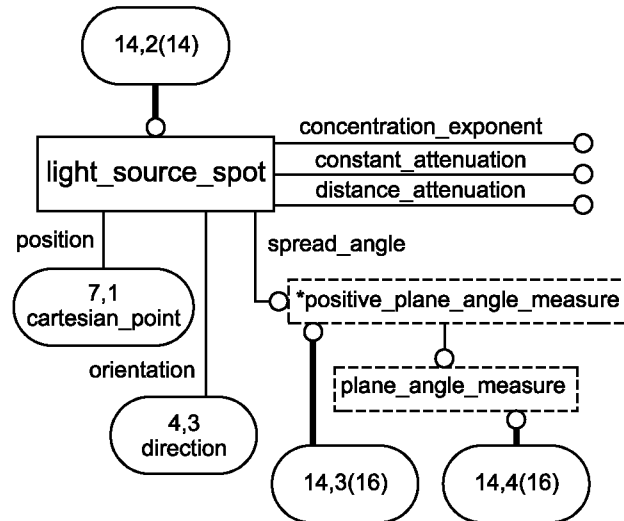 14,2(14)
concentration_exponent
constant_attenuation
light_source_spot
distance_attenuation
position
spread_angle
7,1
cartesian_point
*positive_plane_angle_measure
orientation
plane_angle_measure
4,3
direction
14,3(16)
14,4(16)